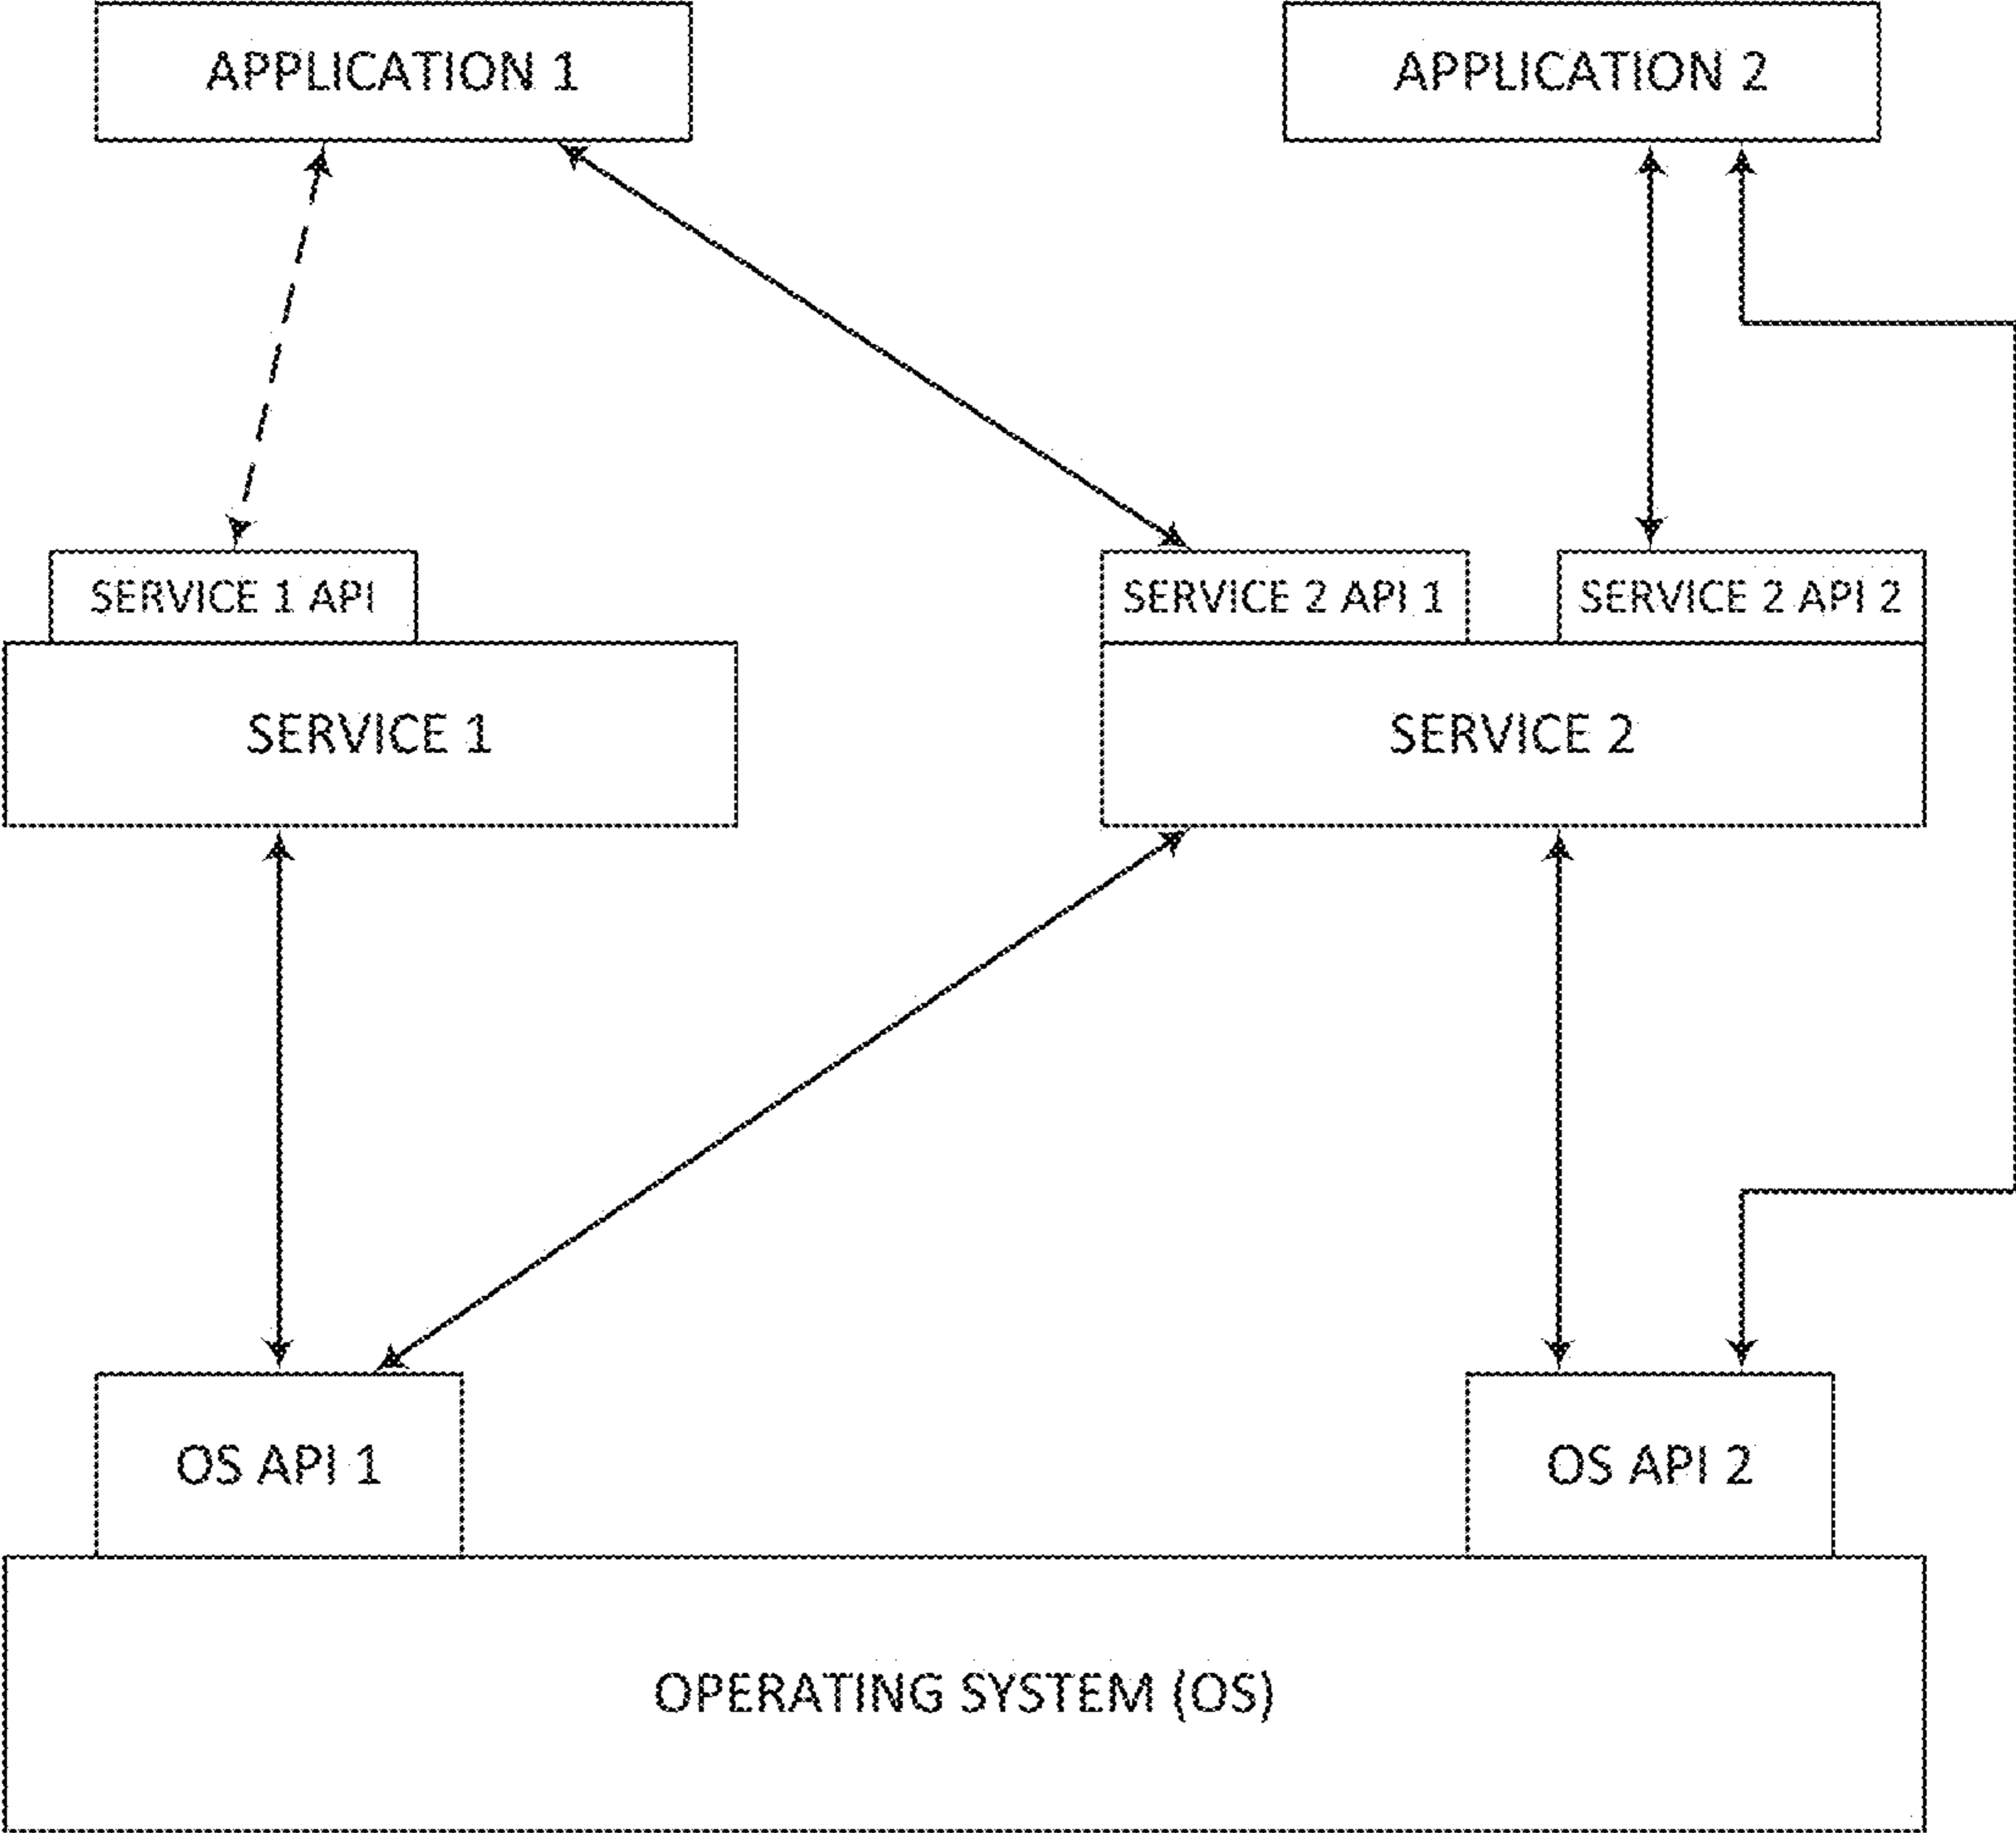 APPLICATION 1
APPLICATION 2
SERVICE 1 API
SERVICE 2 API 1
SERVICE 2 API 2
SERVICE 1
SERVICE 2
OS API 1
OS API 2
OPERATING SYSTEM (OS)